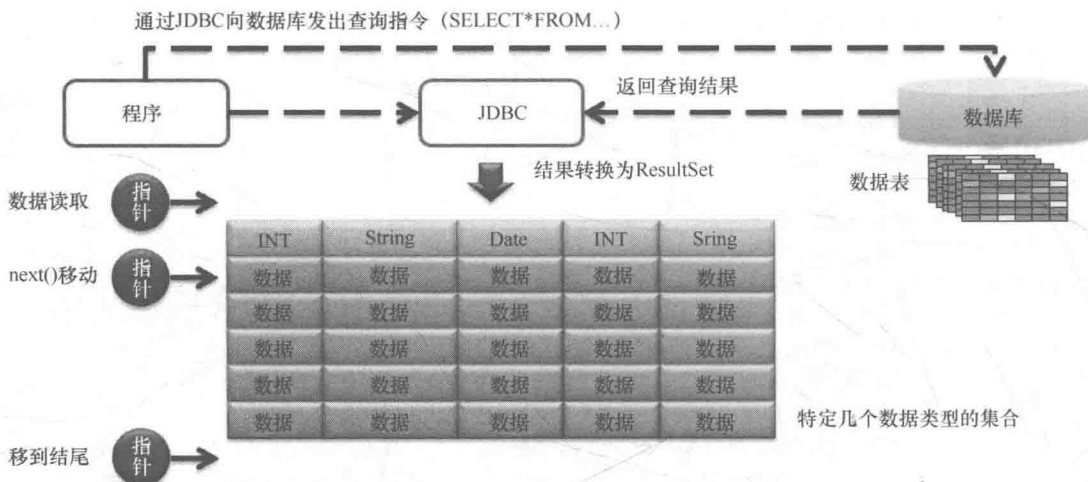 通过JDBC向数据库发出查询指令（SELECT*FROM…）
程序
JDBC
返回查询结果
数据库
结果转换为ResultSet
数据表
数据读取
指针
INT String Date INT Sring
next()移动
指针
数据 数据 数据 数据 数据
数据 数据 数据 数据 数据
数据 数据 数据 数据 数据
数据 数据 数据 数据 数据
数据 数据 数据 数据 数据
特定几个数据类型的集合
移到结尾
指针